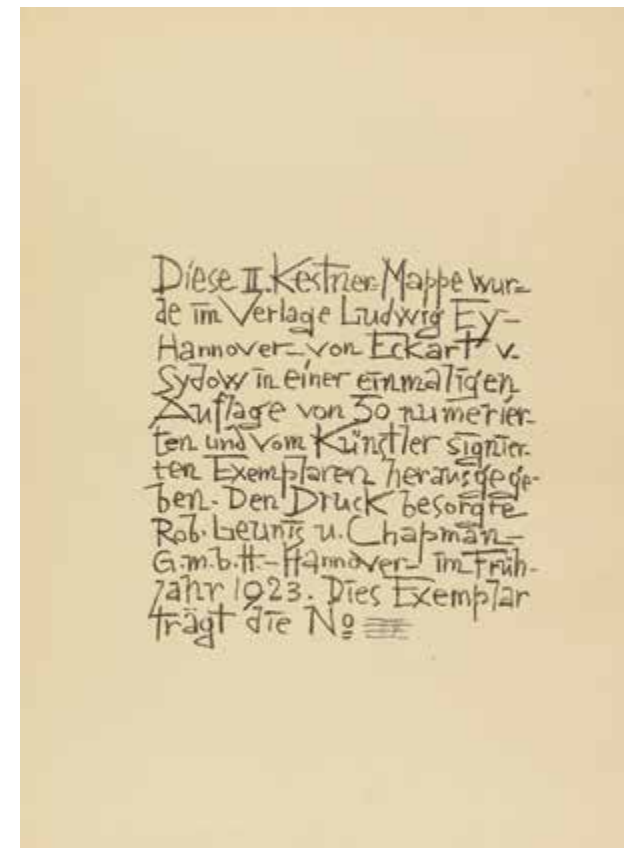 Diese II. Kestner-Mappe wur-
de im Verlage Ludwig Ey-
Hannover-von Eckart v.
Sydow in einer einmaligen
Auflage von 50 numerier-
ten und vom Künstler signier-
ten Exemplaren herausgege-
ben. Den Druck besorgte
Rob. Leunis u. Chapman-
G.m.b.H.-Hannover-im Früh-
jahr 1923. Dies Exemplar
trägt die Nº